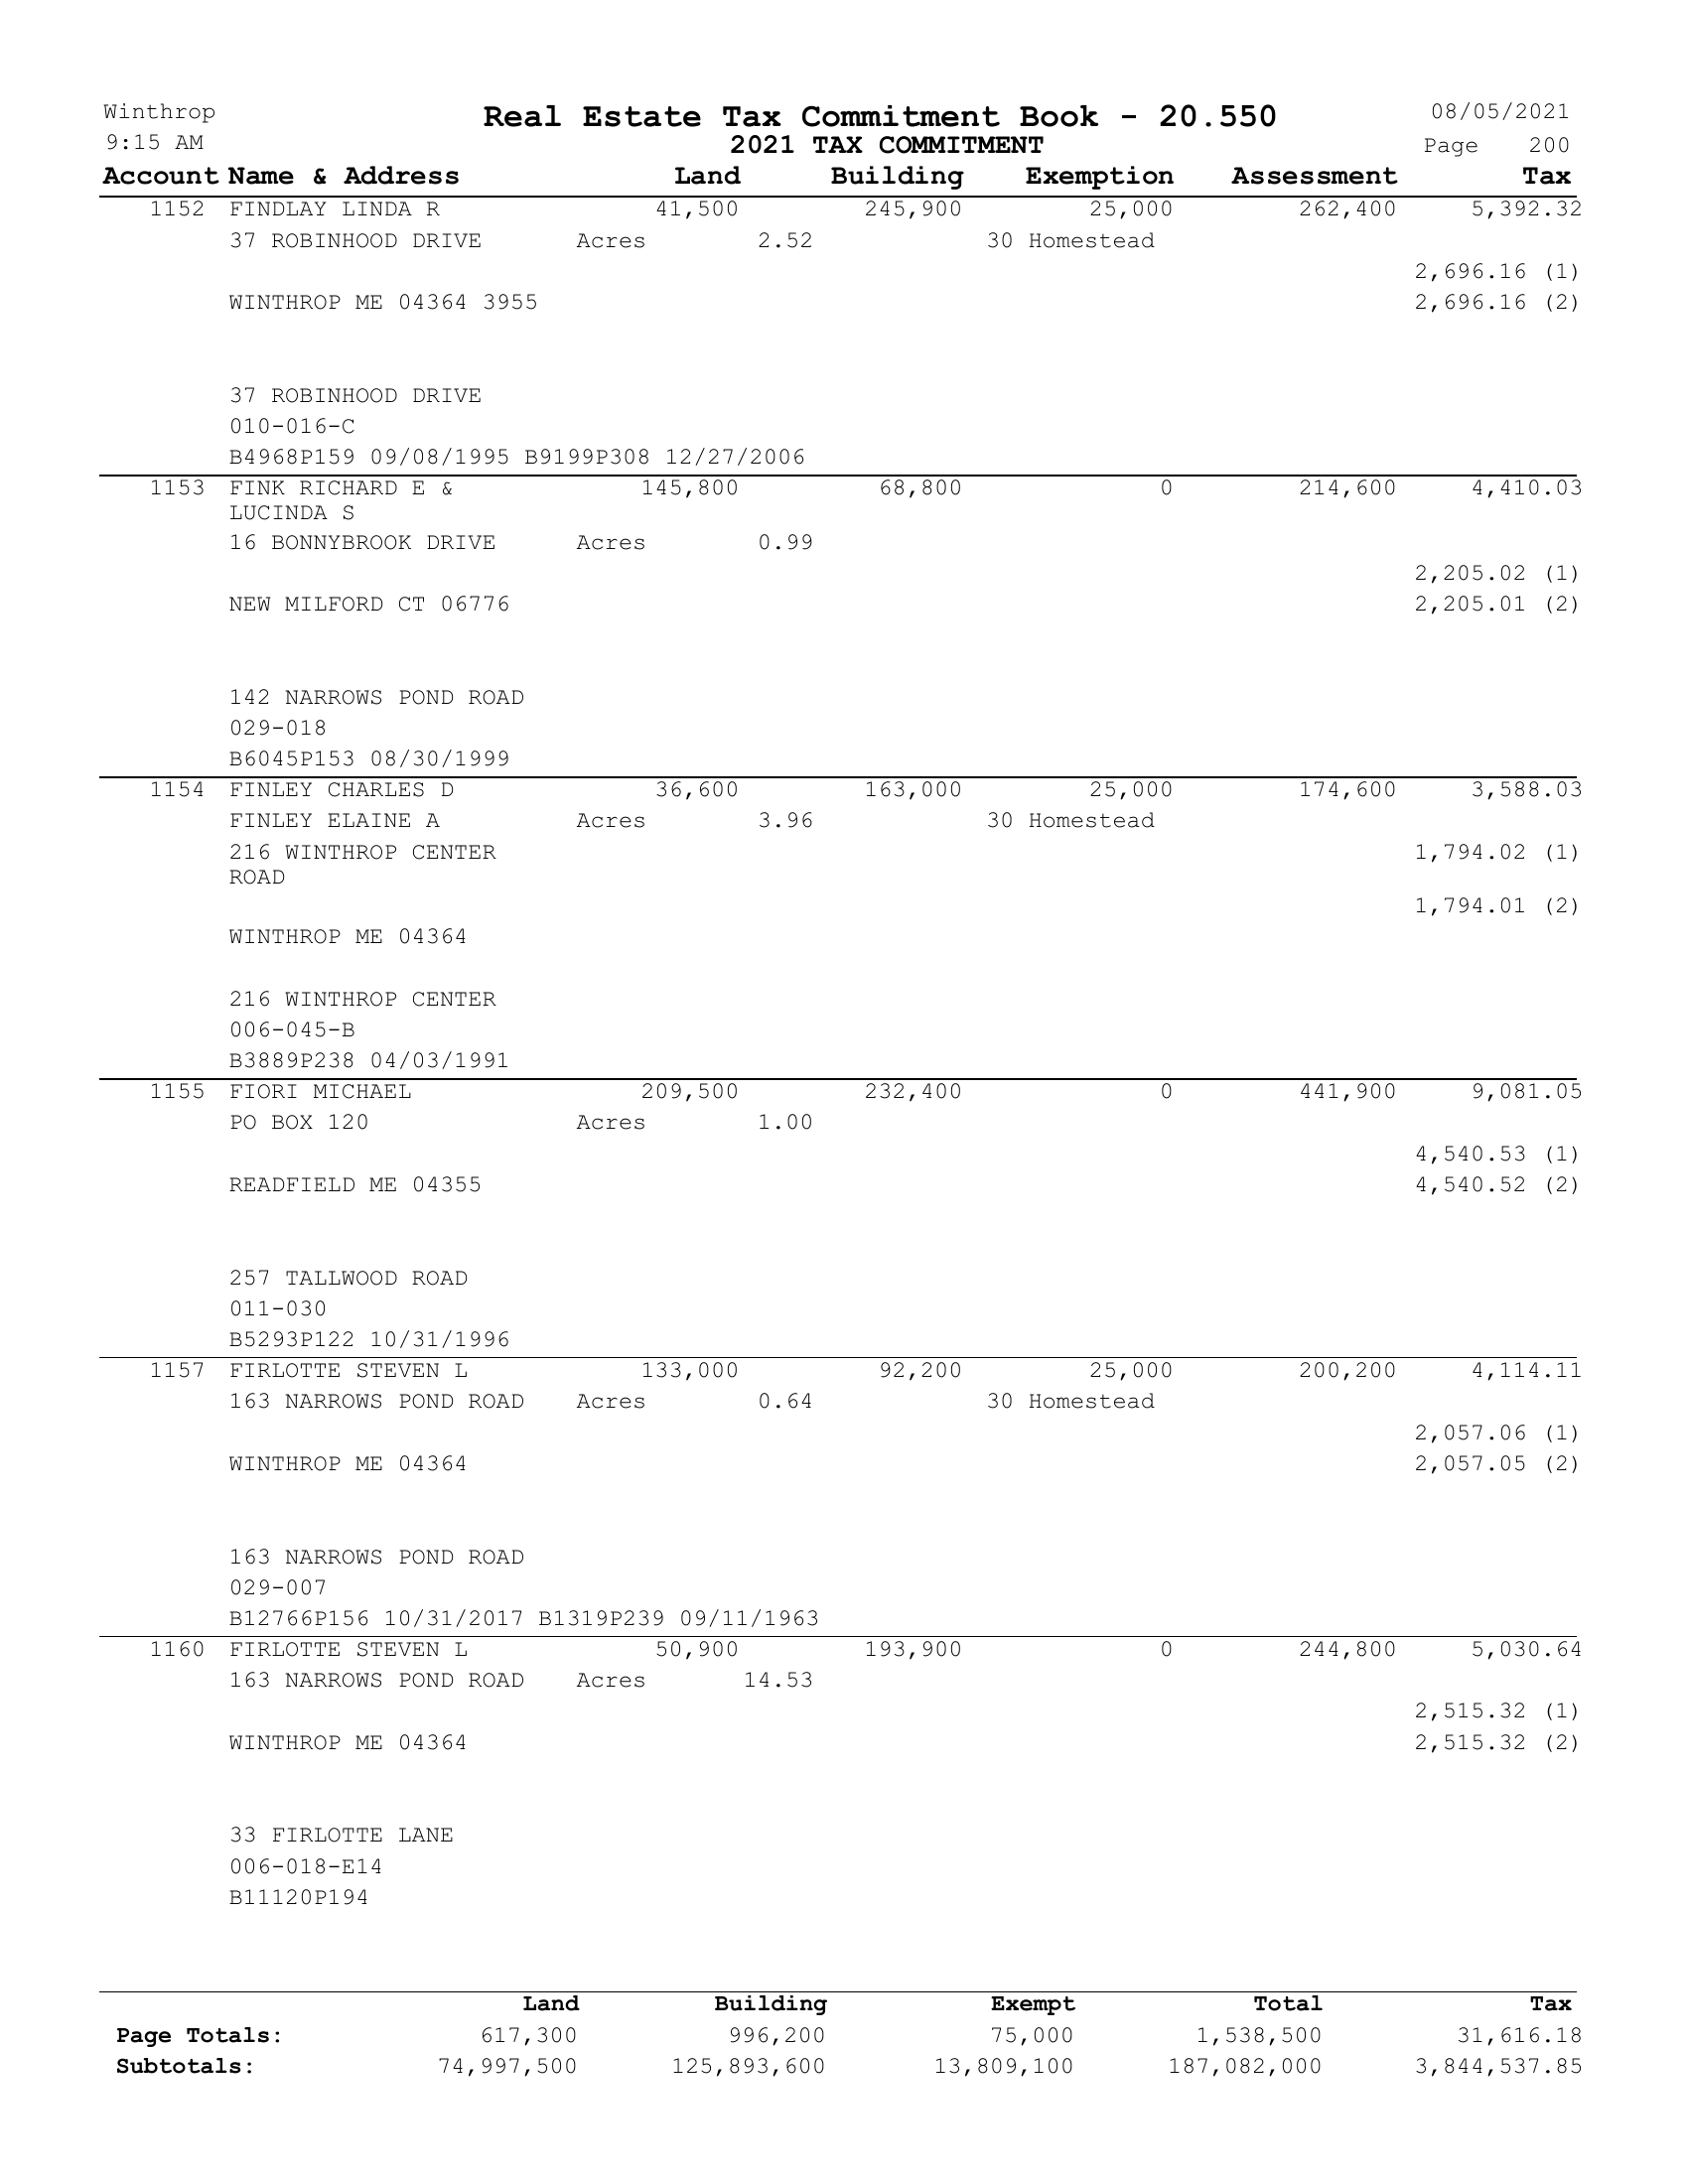 Winthrop Real Estate Tax Commitment Book - 20.550 08/05/2021
9:15 AM 2021 TAX COMMITMENT Page 200
Account Name & Address Land Building Exemption Assessment Tax
1152 FINDLAY LINDA R 41,500 245,900 25,000 262,400 5,392.32
37 ROBINHOOD DRIVE Acres 2.52 30 Homestead
2,696.16 (1)
WINTHROP ME 04364 3955 2,696.16 (2)
37 ROBINHOOD DRIVE
010-016-C
B4968P159 09/08/1995 B9199P308 12/27/2006
1153 FINK RICHARD E & 145,800 68,800 0 214,600 4,410.03
LUCINDA S
16 BONNYBROOK DRIVE Acres 0.99
2,205.02 (1)
NEW MILFORD CT 06776 2,205.01 (2)
142 NARROWS POND ROAD
029-018
B6045P153 08/30/1999
1154 FINLEY CHARLES D 36,600 163,000 25,000 174,600 3,588.03
FINLEY ELAINE A Acres 3.96 30 Homestead
216 WINTHROP CENTER 1,794.02 (1)
ROAD
1,794.01 (2)
WINTHROP ME 04364
216 WINTHROP CENTER
006-045-B
B3889P238 04/03/1991
1155 FIORI MICHAEL 209,500 232,400 0 441,900 9,081.05
PO BOX 120 Acres 1.00
4,540.53 (1)
READFIELD ME 04355 4,540.52 (2)
257 TALLWOOD ROAD
011-030
B5293P122 10/31/1996
1157 FIRLOTTE STEVEN L 133,000 92,200 25,000 200,200 4,114.11
163 NARROWS POND ROAD Acres 0.64 30 Homestead
2,057.06 (1)
WINTHROP ME 04364 2,057.05 (2)
163 NARROWS POND ROAD
029-007
B12766P156 10/31/2017 B1319P239 09/11/1963
1160 FIRLOTTE STEVEN L 50,900 193,900 0 244,800 5,030.64
163 NARROWS POND ROAD Acres 14.53
2,515.32 (1)
WINTHROP ME 04364 2,515.32 (2)
33 FIRLOTTE LANE
006-018-E14
B11120P194
Land Building Exempt Total Tax
Page Totals: 617,300 996,200 75,000 1,538,500 31,616.18
Subtotals: 74,997,500 125,893,600 13,809,100 187,082,000 3,844,537.85